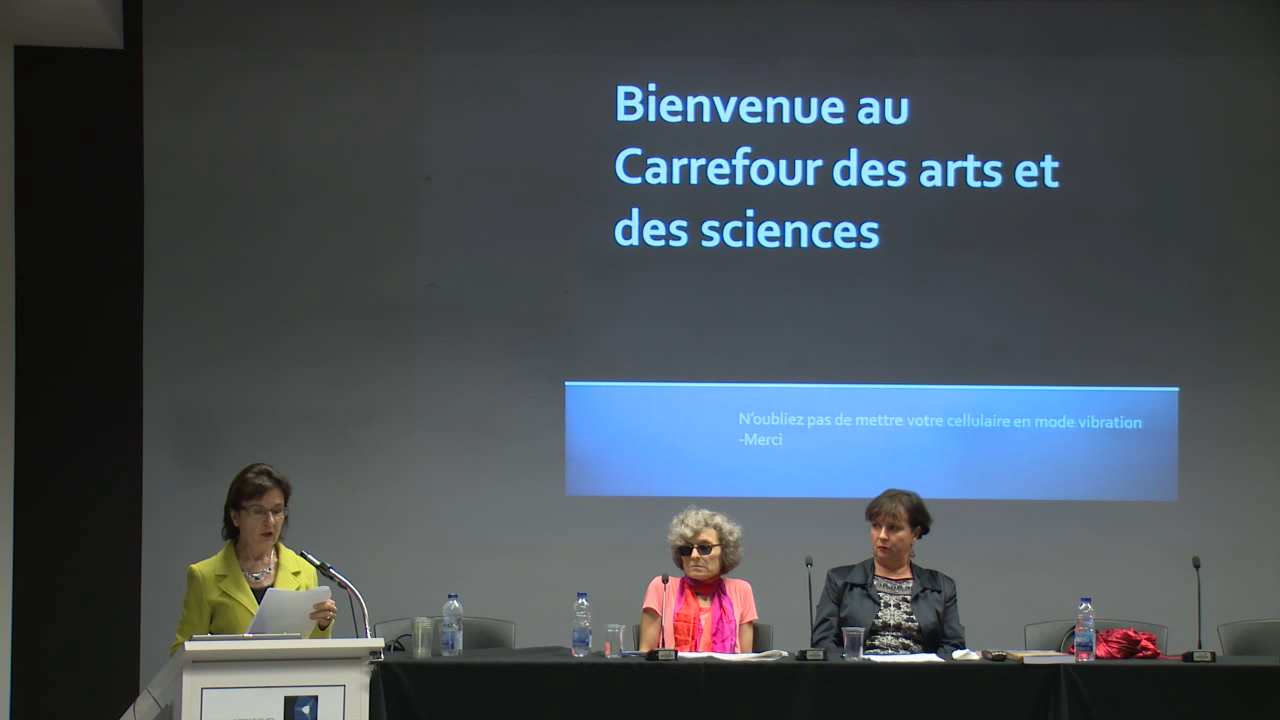 Bienvenue au
Carrefour des arts et
des sciences
N'oubliez pas de mettre votre cellulaire en mode vibration
-Merci